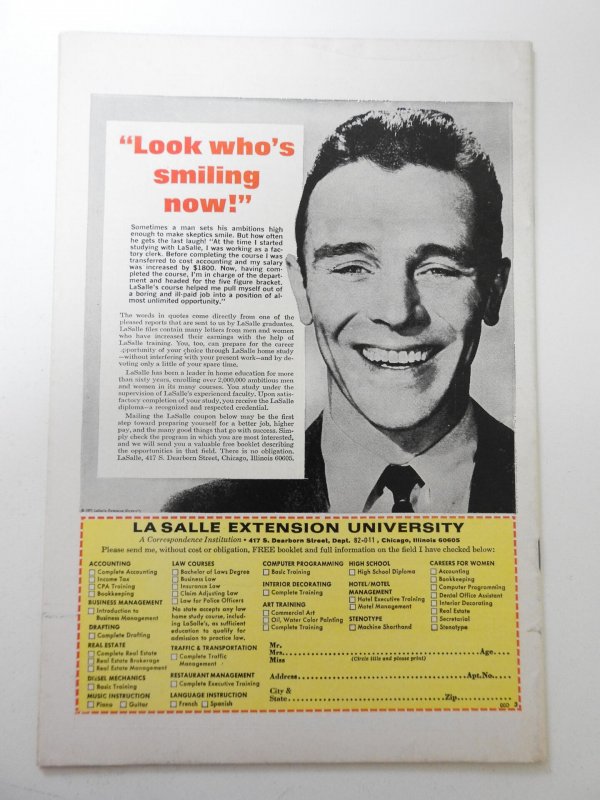 “Look who’s
smiling
now!”
Sometimes a man sets his ambitions high
enough to make skeptics smile. But how often
he gets the last laugh! “At the time I started
studying with LaSalle, I was working as a fac-
tory clerk. Before completing the course I was
transferred to cost accounting and my salary
was increased by $1800. Now, having com-
pleted the course, I'm in charge of the depart-
ment and headed for the five figure bracket.
LaSalle's course helped me pull myself out of
a boring and ill-paid job into a position of al-
most unlimited opportunity.”
The words in quotes come directly from one of the
pleased reports that are sent to us by LaSalle graduates.
LaSalle files contain many letters from men and women
who have increased their earnings with the help of
LaSalle training. You, too, can prepare for the career
opportunity of your choice through LaSalle home study
—without interfering with your present work—and by de-
voting only a little of your space time.
LaSalle has been a leader in home education for more
than sixty years, enrolling over 2,000,000 ambitious men
and women in its many courses. You study under the
supervision of LaSalle's experienced faculty. Upon satis-
factory completion of your study, you receive the LaSalle
diploma—a recognized and respected credential.
Mailing the LaSalle coupon below may be the first
step toward preparing yourself for a better job, higher
pay, and the many good things that go with success. Sim-
ply check the program in which you are most interested,
and we will send you a valuable free booklet describing
the opportunities in that field. There is no obligation.
LaSalle, 417 S. Dearborn Street, Chicago, Illinois 60605.
LaSalle Extension University
LA SALLE EXTENSION UNIVERSITY
A Correspondence Institution • 417 S. Dearborn Street, Dept. 82-011, Chicago, Illinois 60605
Please send me, without cost or obligation, FREE booklet and full information on the field I have checked below:
ACCOUNTING
Complete Accounting
Income Tax
CPA Training
Bookkeeping
BUSINESS MANAGEMENT
Introduction to
Business Management
DRAFTING
Complete Drafting
REAL ESTATE
Complete Real Estate
Real Estate Brokerage
Real Estate Management
DIESEL MECHANICS
Basic Training
MUSIC INSTRUCTION
Piano Guitar
LAW COURSES
Bachelor of Laws Degree
Business Law
Insurance Law
Claim Adjusting Law
Law for Police Officers
No state accepts any law
home study course, includ-
ing LaSalle's, as sufficient
education to qualify for
admission to practice law.
TRAFFIC & TRANSPORTATION
Complete Traffic
Management
RESTAURANT MANAGEMENT
Complete Executive Training
LANGUAGE INSTRUCTION
French Spanish
COMPUTER PROGRAMMING
Basic Training
INTERIOR DECORATING
Complete Training
ART TRAINING
Commercial Art
Oil, Water Color Painting
Complete Training
HIGH SCHOOL
High School Diploma
HOTEL/MOTEL
MANAGEMENT
Hotel Executive Training
Motel Management
STENOTYPE
Machine Shorthand
CAREERS FOR WOMEN
Accounting
Bookkeeping
Computer Programming
Dental Office Assistant
Interior Decorating
Real Estate
Secretarial
Stenotype
Mr.
Mrs. Age
Miss (Circle title and please print)
Address Apt.No.
City &
State Zip
3